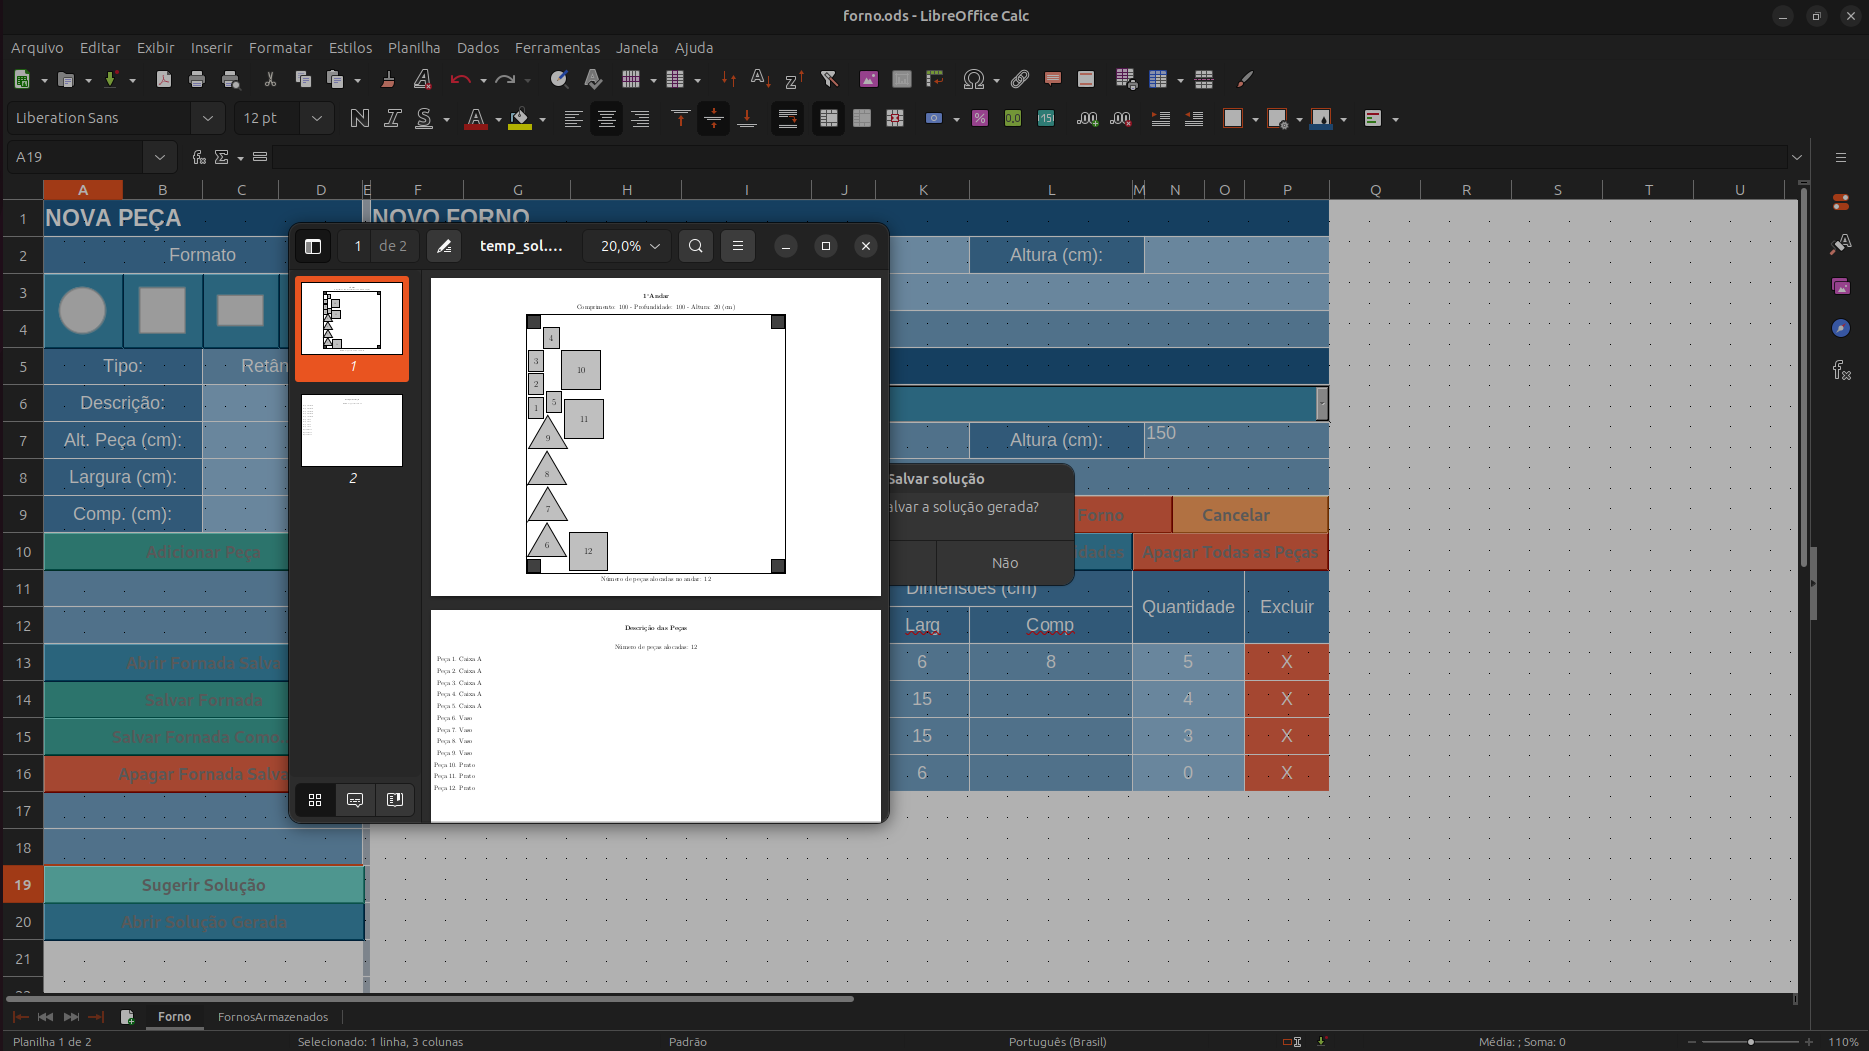 forno.ods - LibreOffice Calc
Arquivo Editar Exibir Inserir Formatar Estilos Planilha Dados Ferramentas Janela Ajuda
Liberation Sans 12 pt
A19
A B C D E F G H I J K L M N O P Q R S T U
1 NOVA PEÇA NOVO FORNO
2 Formato Altura (cm):
3
4
5 Tipo: Retân
6 Descrição:
7 Alt. Peça (cm): Altura (cm): 150
8 Largura (cm):
9 Comp. (cm): Forno Cancelar
10 Adicionar Peça dades Apagar Todas as Peças
11 Dimensões (cm) Quantidade Excluir
12 Larg Comp
13 Abrir Fornada Salva 6 8 5 X
14 Salvar Fornada 15 4 X
15 Salvar Fornada Como... 15 3 X
16 Apagar Fornada Salva 6 0 X
17
18
19 Sugerir Solução
20 Abrir Solução Gerada
21
1 de 2 temp_sol.... 20,0%
1
2
1°Andar
Comprimento: 100 - Profundidade: 100 - Altura: 20 (cm)
4
3
10
2
5
1
11
9
8
7
6
12
Número de peças alocadas no andar: 12
Descrição das Peças
Número de peças alocadas: 12
Peça 1. Caixa A
Peça 2. Caixa A
Peça 3. Caixa A
Peça 4. Caixa A
Peça 5. Caixa A
Peça 6. Vaso
Peça 7. Vaso
Peça 8. Vaso
Peça 9. Vaso
Peça 10. Prato
Peça 11. Prato
Peça 12. Prato
Salvar solução
alvar a solução gerada?
Não
Forno FornosArmazenados
Planilha 1 de 2 Selecionado: 1 linha, 3 colunas Padrão Português (Brasil) Média: ; Soma: 0 110%